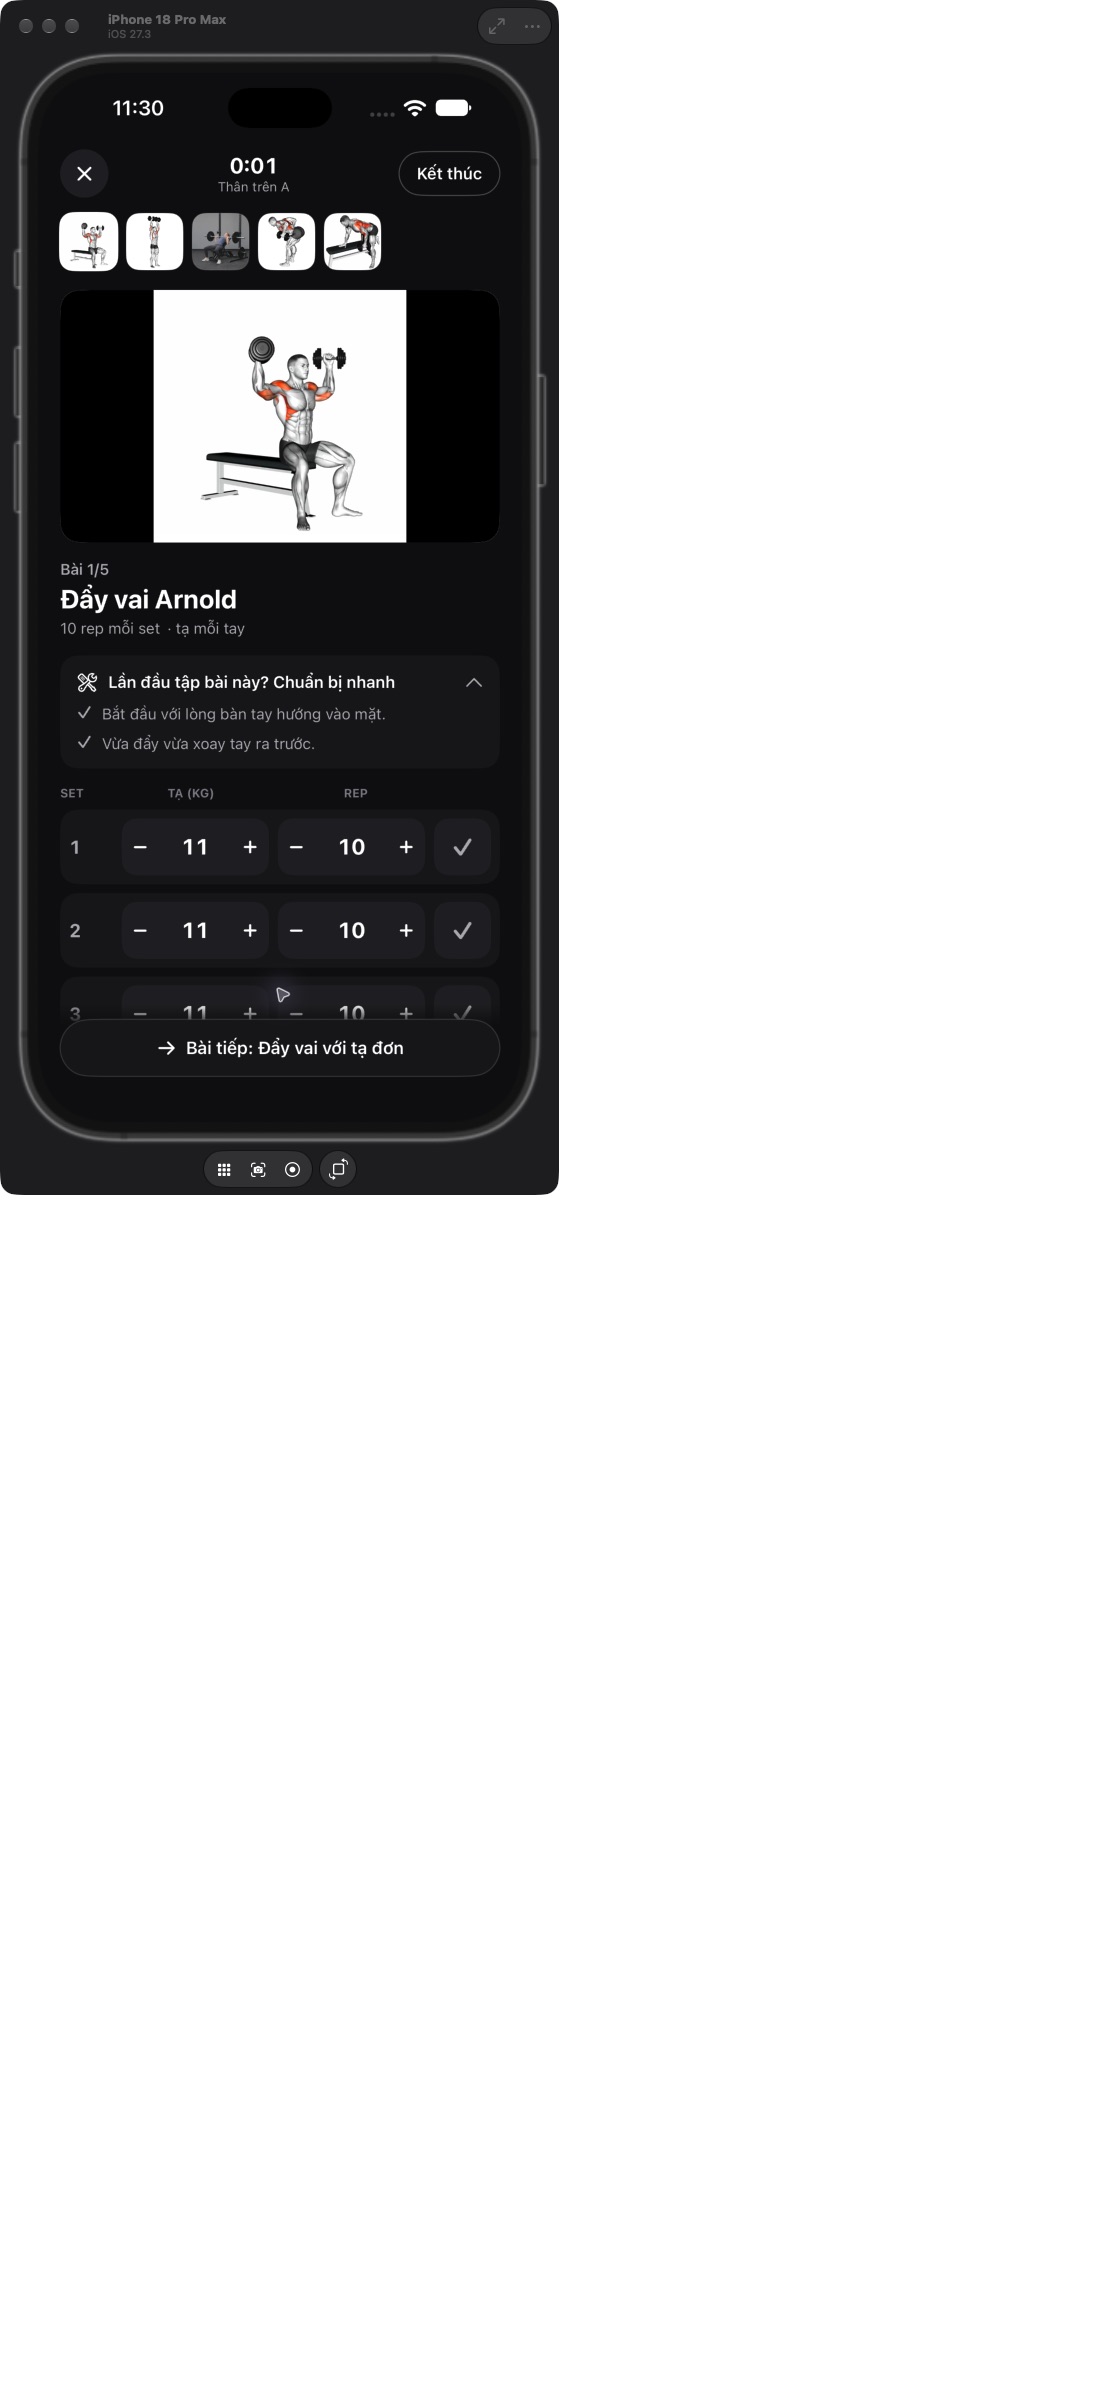 iPhone 18 Pro Max
iOS 27.3
11:30
0:01
Thân trên A
Kết thúc
Bài 1/5
Đẩy vai Arnold
10 rep mỗi set · tạ mỗi tay
Lần đầu tập bài này? Chuẩn bị nhanh
Bắt đầu với lòng bàn tay hướng vào mặt.
Vừa đẩy vừa xoay tay ra trước.
SET TẠ (KG) REP
1 − 11 + − 10 +
2 − 11 + − 10 +
3 − 11 + − 10 +
Bài tiếp: Đẩy vai với tạ đơn